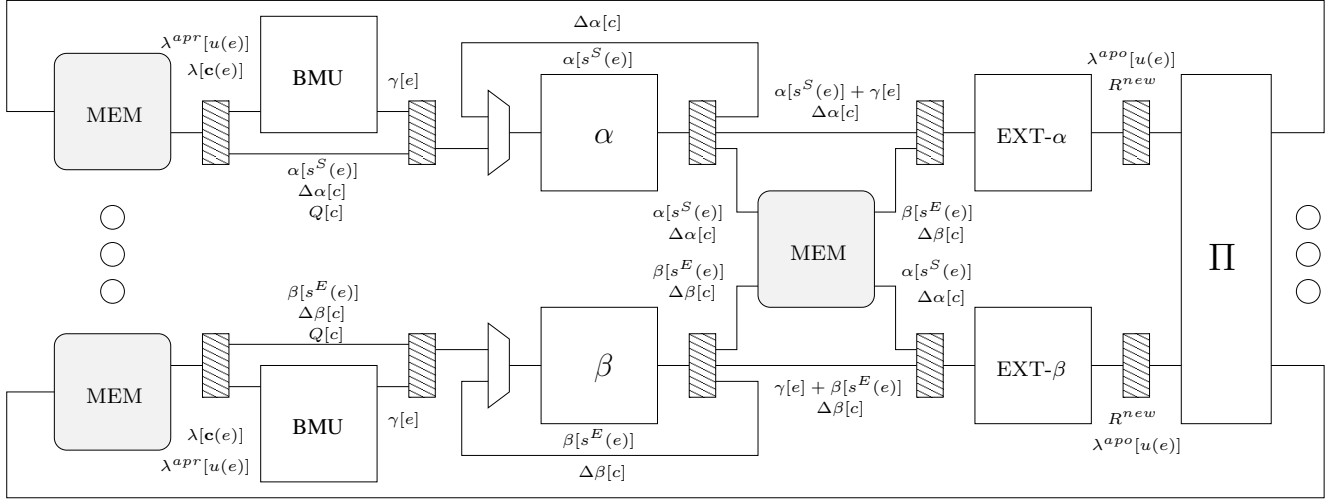 Δα[c]
λ^{apr}[u(e)]
λ[c(e)]
BMU
γ[e]
α[s^S(e)]
λ^{apo}[u(e)]
R^{new}
MEM
α
α[s^S(e)] + γ[e]
Δα[c]
EXT-α
α[s^S(e)]
Δα[c]
Q[c]
α[s^S(e)]
Δα[c]
MEM
β[s^E(e)]
Δβ[c]
β[s^E(e)]
Δβ[c]
α[s^S(e)]
Δα[c]
∏
β[s^E(e)]
Δβ[c]
Q[c]
MEM
β
EXT-β
BMU
γ[e]
γ[e] + β[s^E(e)]
Δβ[c]
R^{new}
λ^{apo}[u(e)]
λ[c(e)]
λ^{apr}[u(e)]
β[s^E(e)]
Δβ[c]